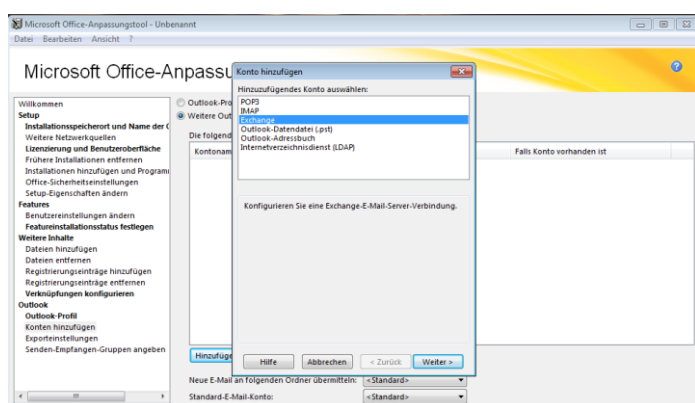 Microsoft Office-Anpassungstool - Unbenannt
Datei Bearbeiten Ansicht ?
Microsoft Office-Anpassu
Willkommen
Setup
Installationsspeicherort und Name der (
Weitere Netzwerkquellen
Lizenzierung und Benutzeroberfläche
Frühere Installationen entfernen
Installationen hinzufügen und Programm
Office-Sicherheitseinstellungen
Setup-Eigenschaften ändern
Features
Benutzereinstellungen ändern
Featureinstallationsstatus festlegen
Weitere Inhalte
Dateien hinzufügen
Dateien entfernen
Registrierungseinträge hinzufügen
Registrierungseinträge entfernen
Verknüpfungen konfigurieren
Outlook
Outlook-Profil
Konten hinzufügen
Exporteinstellungen
Senden-Empfangen-Gruppen angeben
Outlook-Pro
Weitere Out
Die folgend
Kontonam
Falls Konto vorhanden ist
Konto hinzufügen
Hinzuzufügendes Konto auswählen:
POP3
IMAP
Exchange
Outlook-Datendatei (.pst)
Outlook-Adressbuch
Internetverzeichnisdienst (LDAP)
Konfigurieren Sie eine Exchange-E-Mail-Server-Verbindung.
Hilfe Abbrechen < Zurück Weiter >
Hinzufüge
Neue E-Mail an folgenden Ordner übermitteln: <Standard>
Standard-E-Mail-Konto: <Standard>